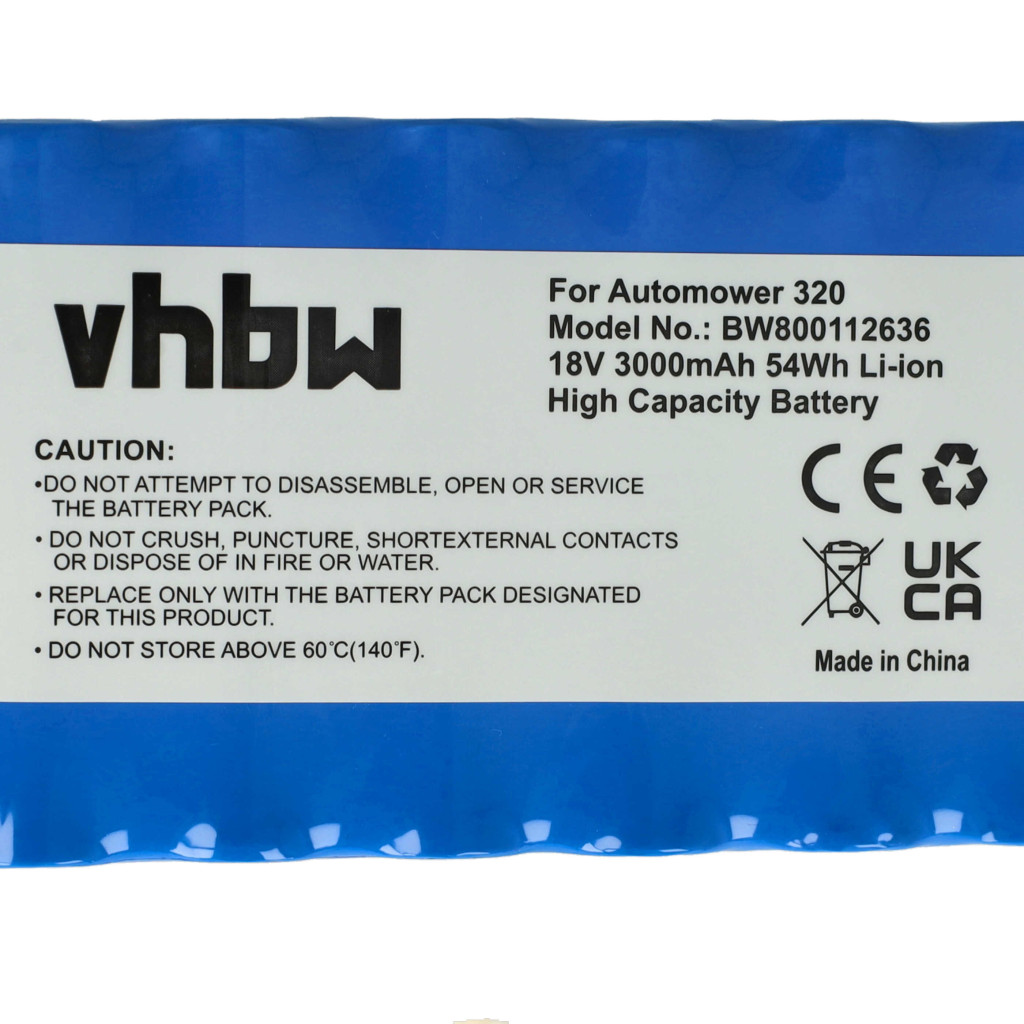 vhbw
For Automower 320
Model No.: BW800112636
18V 3000mAh 54Wh Li-ion
High Capacity Battery
CAUTION:
•DO NOT ATTEMPT TO DISASSEMBLE, OPEN OR SERVICE
THE BATTERY PACK.
• DO NOT CRUSH, PUNCTURE, SHORTEXTERNAL CONTACTS
OR DISPOSE OF IN FIRE OR WATER.
• REPLACE ONLY WITH THE BATTERY PACK DESIGNATED
FOR THIS PRODUCT.
• DO NOT STORE ABOVE 60°C(140°F).
CE
UK
CA
Made in China